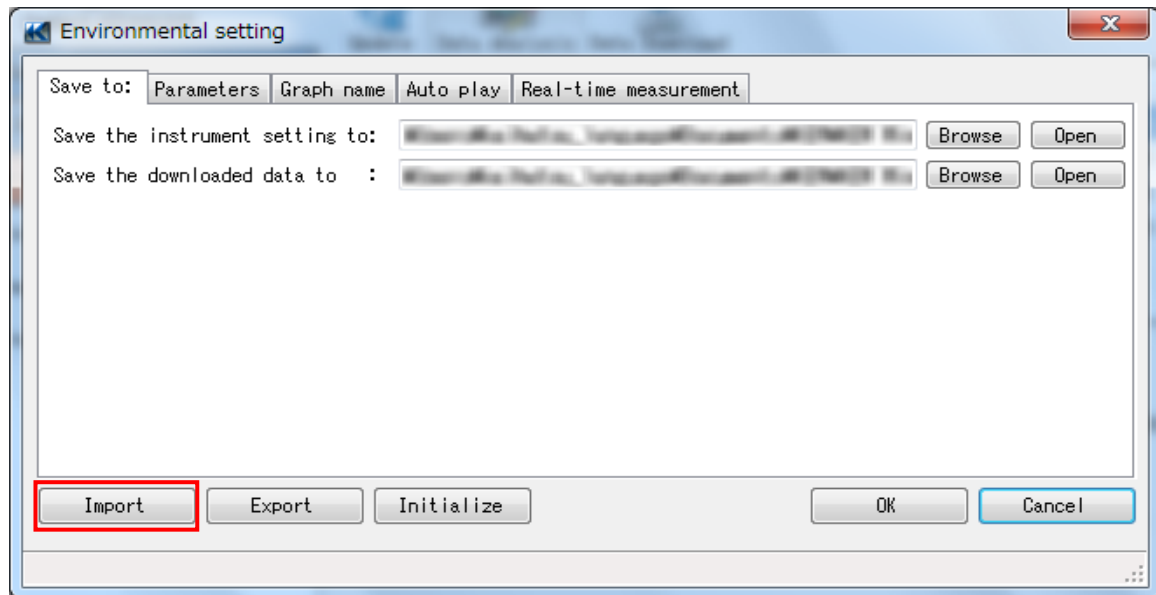 Environmental setting
Save to: Parameters Graph name Auto play Real-time measurement
Save the instrument setting to: Browse Open
Save the downloaded data to : Browse Open
Import Export Initialize OK Cancel